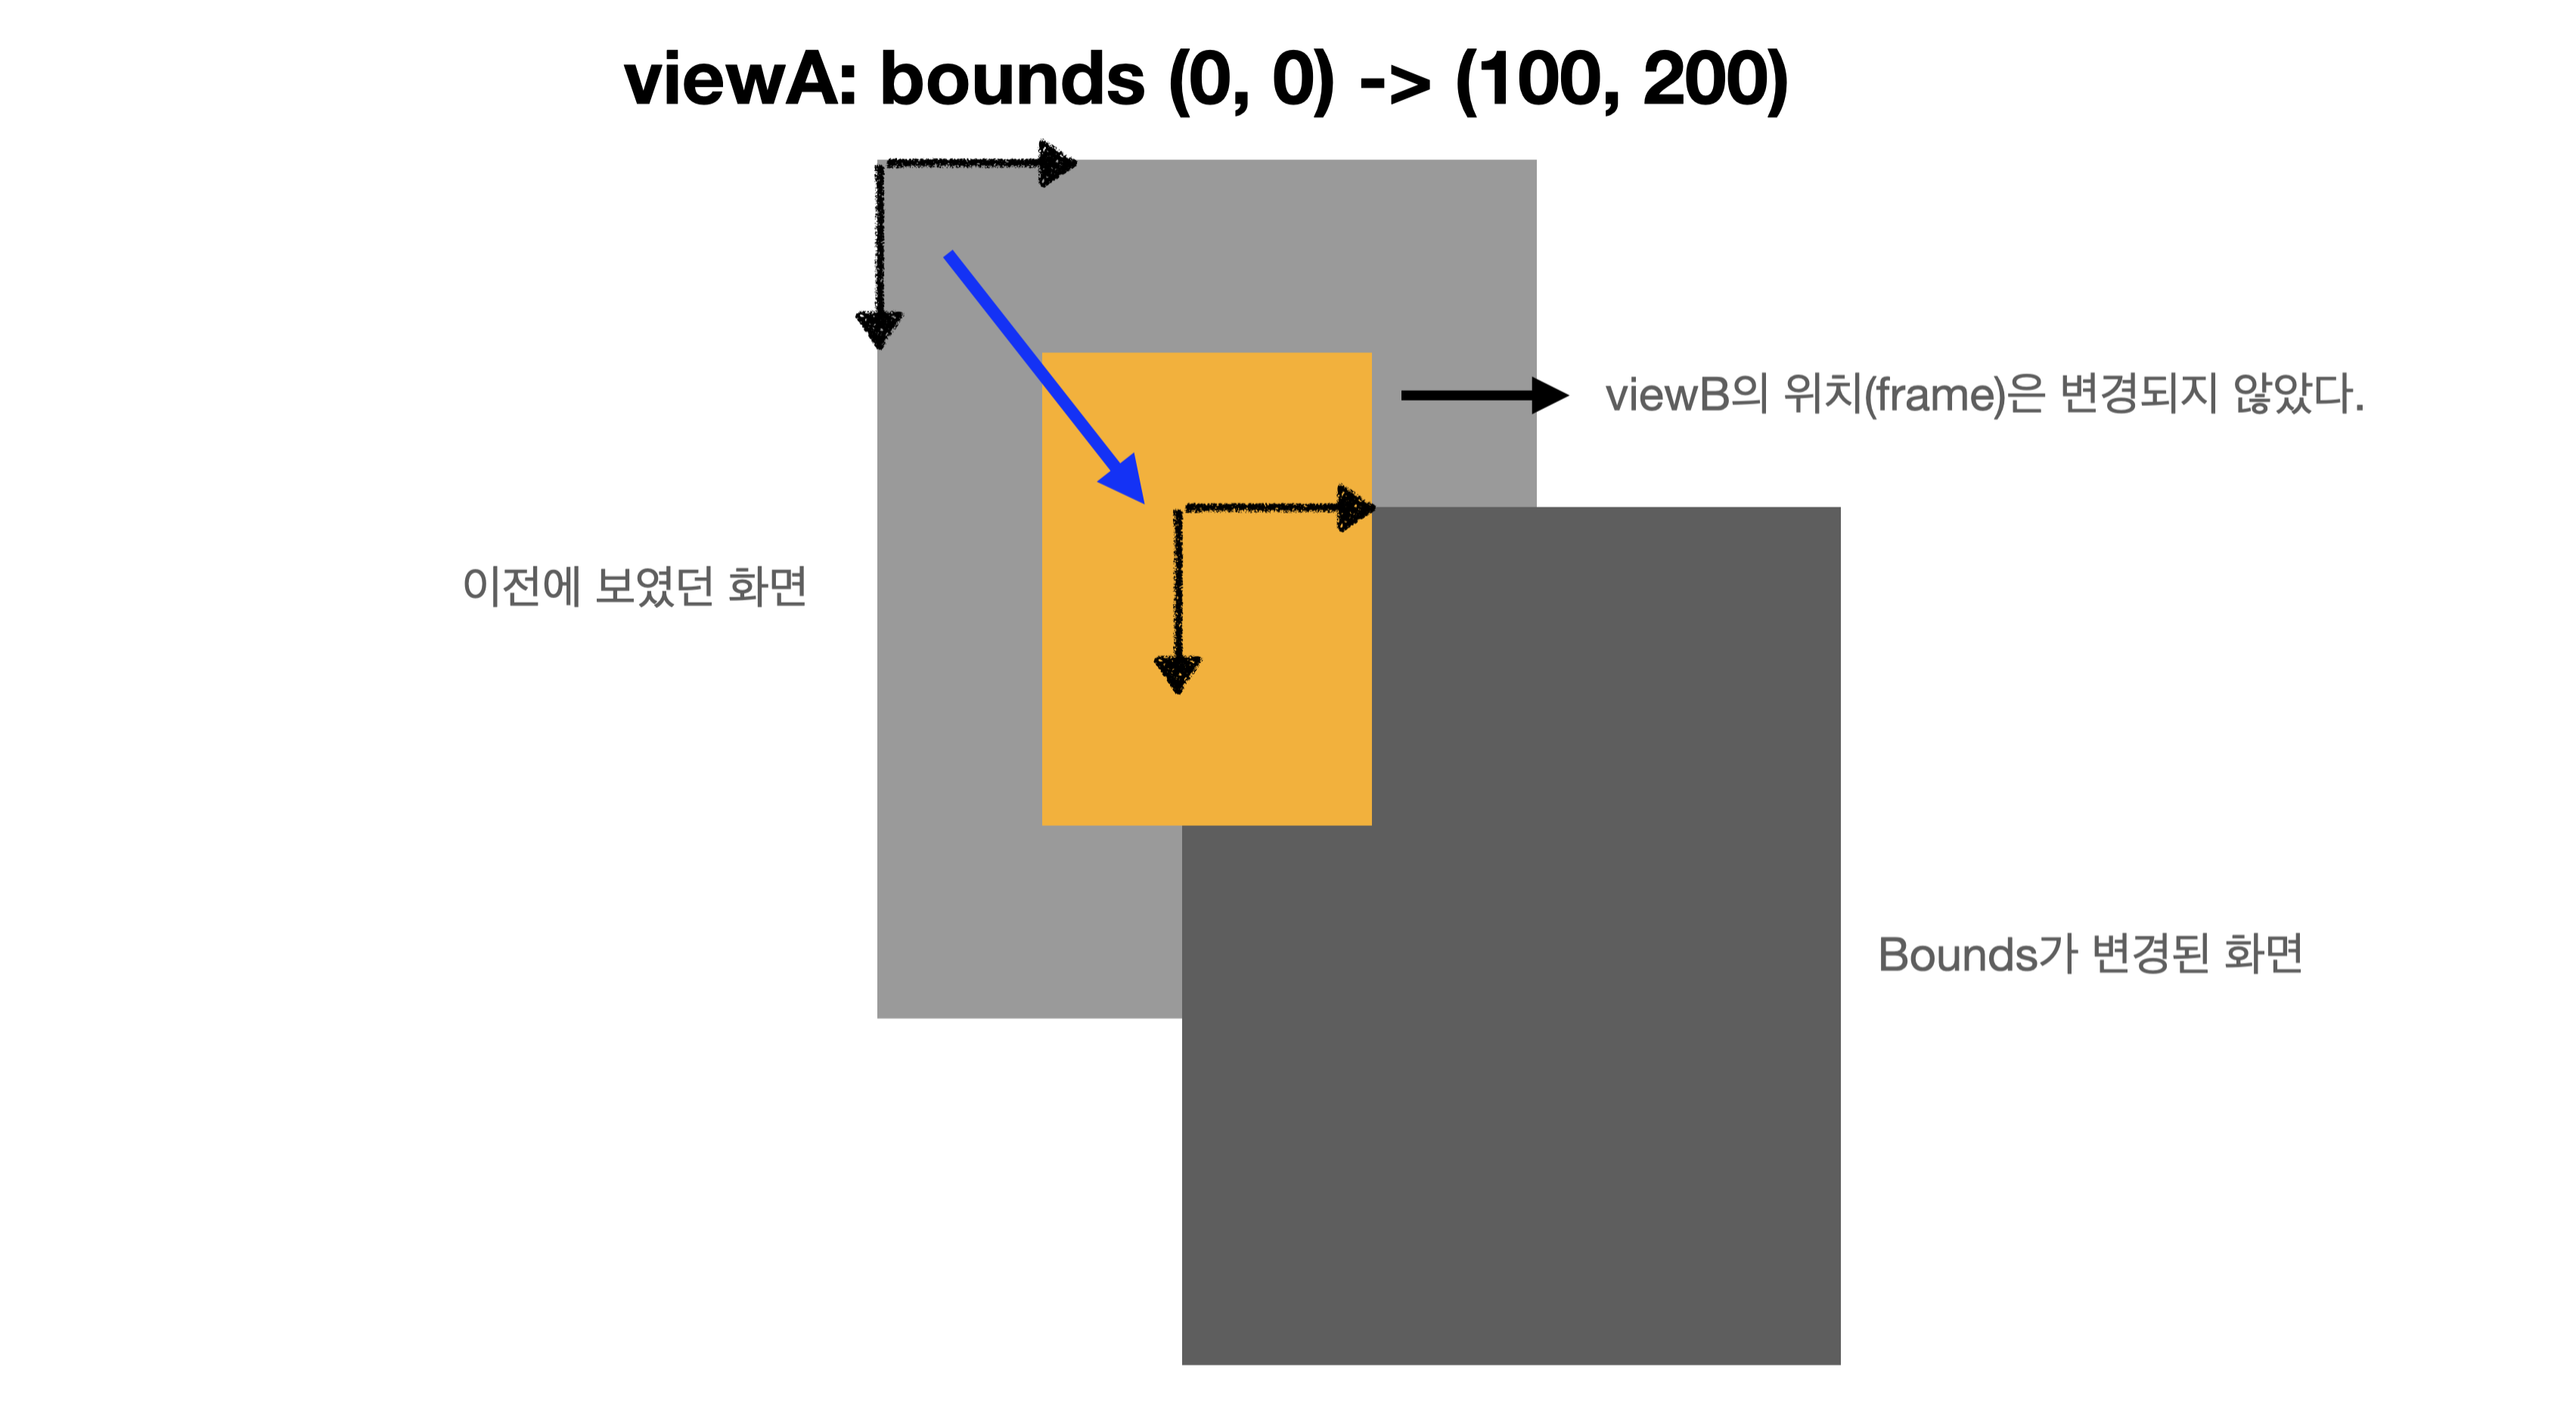 viewA: bounds (0, 0) -> (100, 200)
viewB의 위치(frame)은 변경되지 않았다.
이전에 보였던 화면
Bounds가 변경된 화면